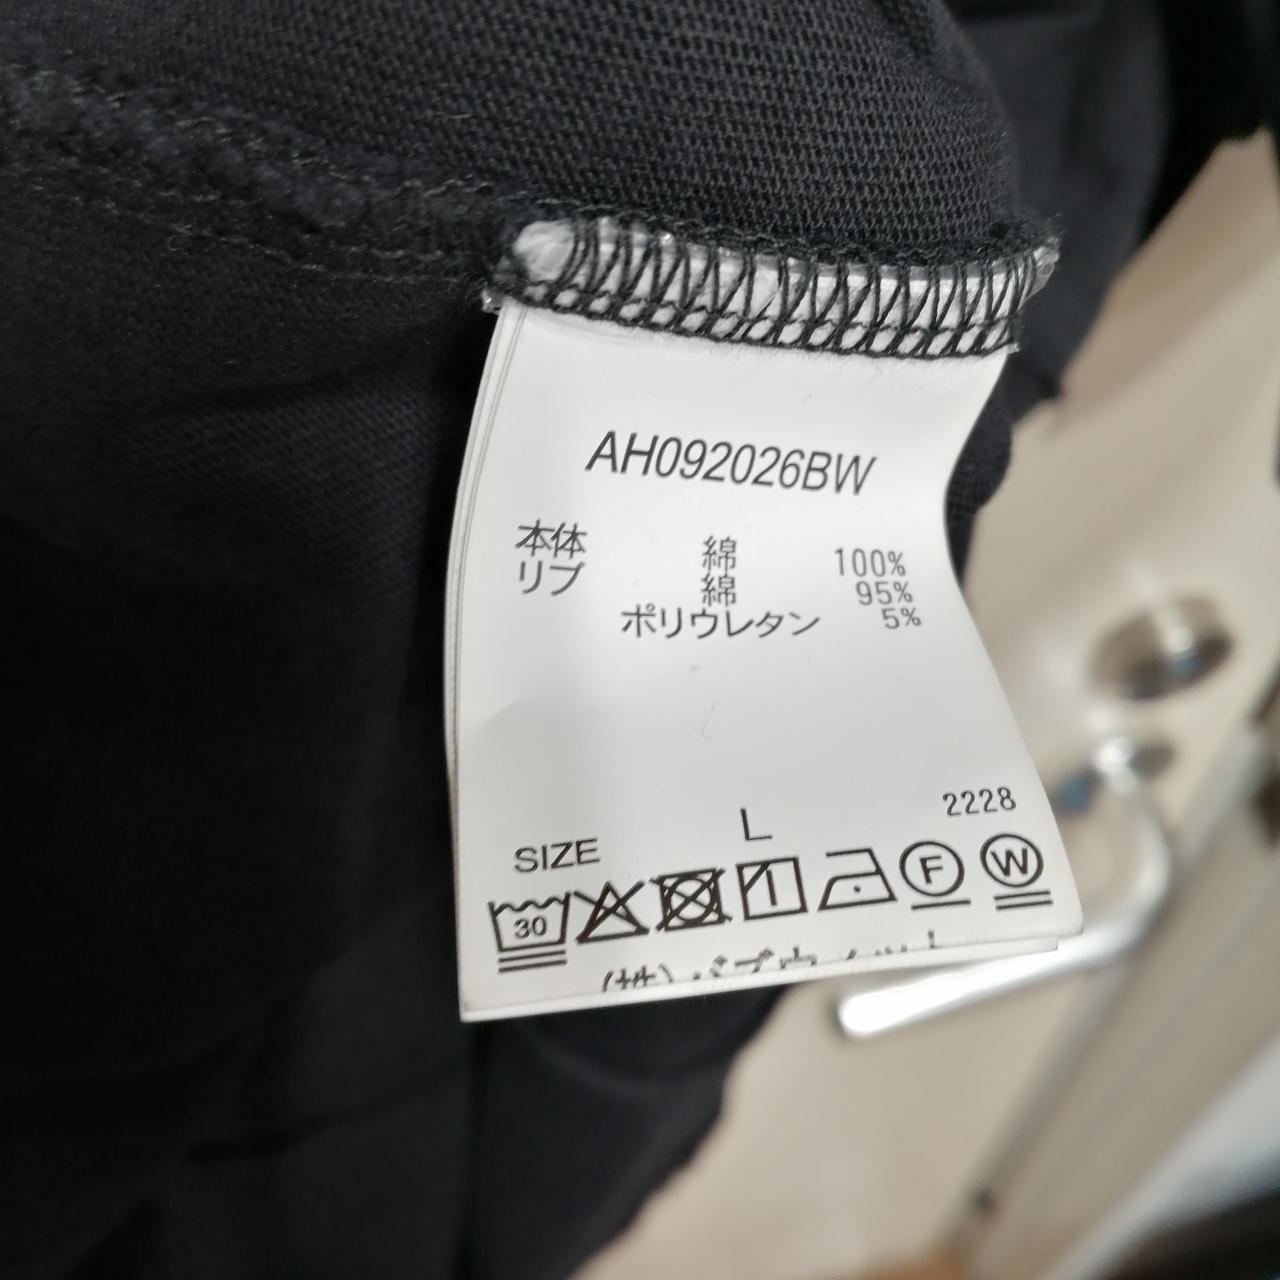 AH092026BW
本体 綿 100%
リブ 綿 95%
ポリウレタン 5%
2228
SIZE L
30 F W